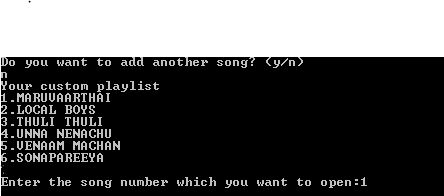 Do you want to add another song? (y/n)
n
Your custom playlist
1.MARUVAARTHAI
2.LOCAL BOYS
3.THULI THULI
4.UNNA NENACHU
5.VENAAM MACHAN
6.SONAPAREEYA
Enter the song number which you want to open:1